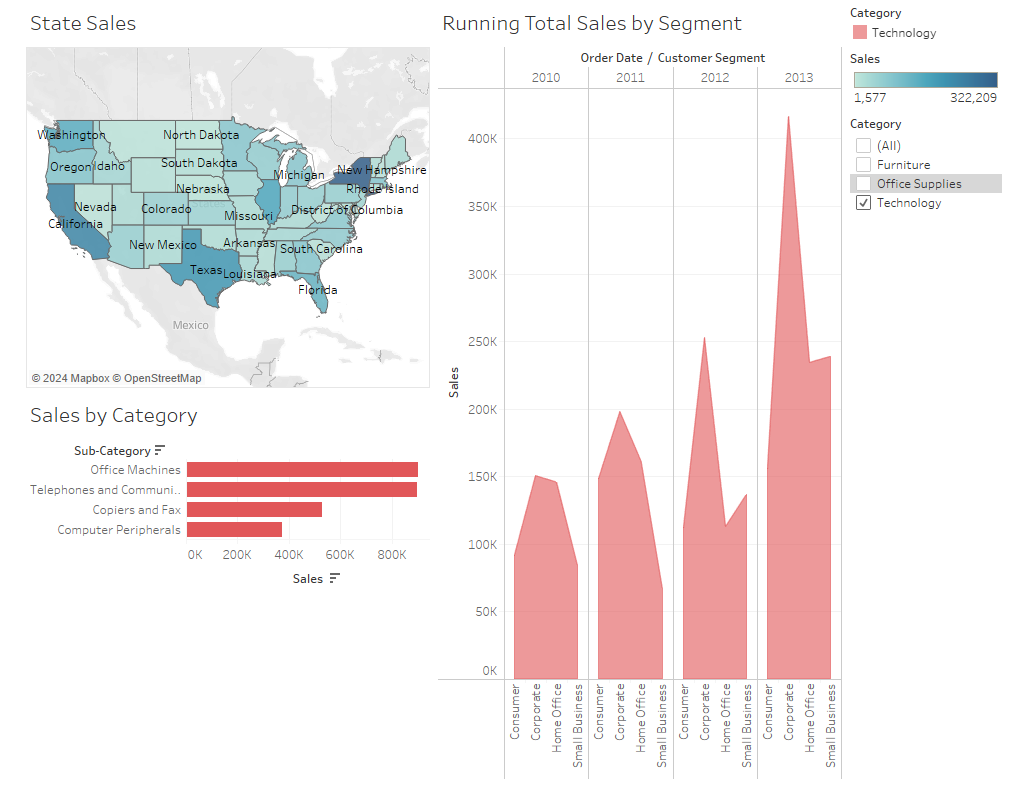 State Sales
Washington
North Dakota
Oregon
Idaho
South Dakota
Michigan
New Hampshire
Nebraska
Rhode Island
Nevada
Colorado
Missouri
District of Columbia
California
New Mexico
Arkansas
South Carolina
Texas
Louisiana
Florida
Mexico
© 2024 Mapbox © OpenStreetMap
Sales by Category
Sub-Category
Office Machines
Telephones and Communi..
Copiers and Fax
Computer Peripherals
0K 200K 400K 600K 800K
Sales
Running Total Sales by Segment
Order Date / Customer Segment
2010 2011 2012 2013
400K
350K
300K
250K
200K
150K
100K
50K
0K
Sales
Consumer
Corporate
Home Office
Small Business
Consumer
Corporate
Home Office
Small Business
Consumer
Corporate
Home Office
Small Business
Consumer
Corporate
Home Office
Small Business
Category
Technology
Sales
1,577 322,209
Category
(All)
Furniture
Office Supplies
Technology